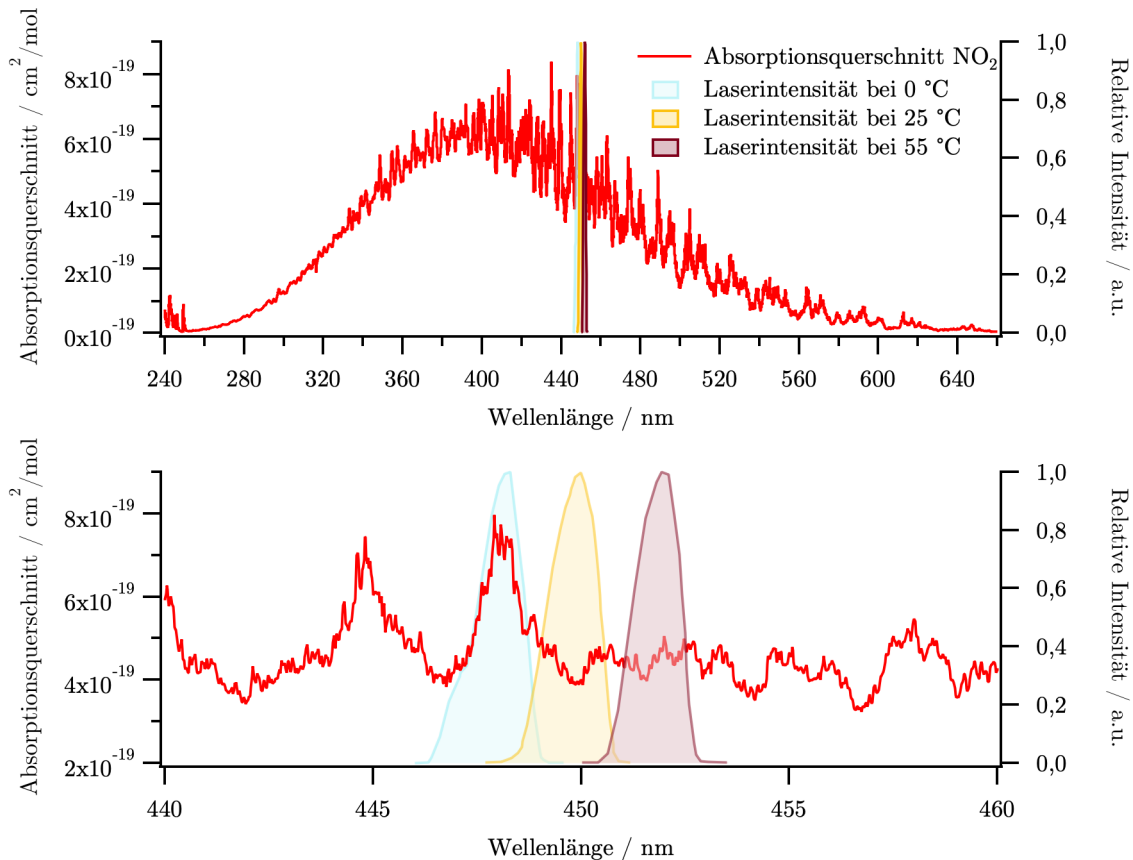 Absorptionsquerschnitt / cm²/mol
8x10⁻¹⁹
6x10⁻¹⁹
4x10⁻¹⁹
2x10⁻¹⁹
0x10⁻¹⁹
Absorptionsquerschnitt NO₂
Laserintensität bei 0 °C
Laserintensität bei 25 °C
Laserintensität bei 55 °C
1,0
0,8
0,6
0,4
0,2
0,0
Relative Intensität / a.u.
240 280 320 360 400 440 480 520 560 600 640
Wellenlänge / nm
Absorptionsquerschnitt / cm²/mol
8x10⁻¹⁹
6x10⁻¹⁹
4x10⁻¹⁹
2x10⁻¹⁹
1,0
0,8
0,6
0,4
0,2
0,0
Relative Intensität / a.u.
440 445 450 455 460
Wellenlänge / nm